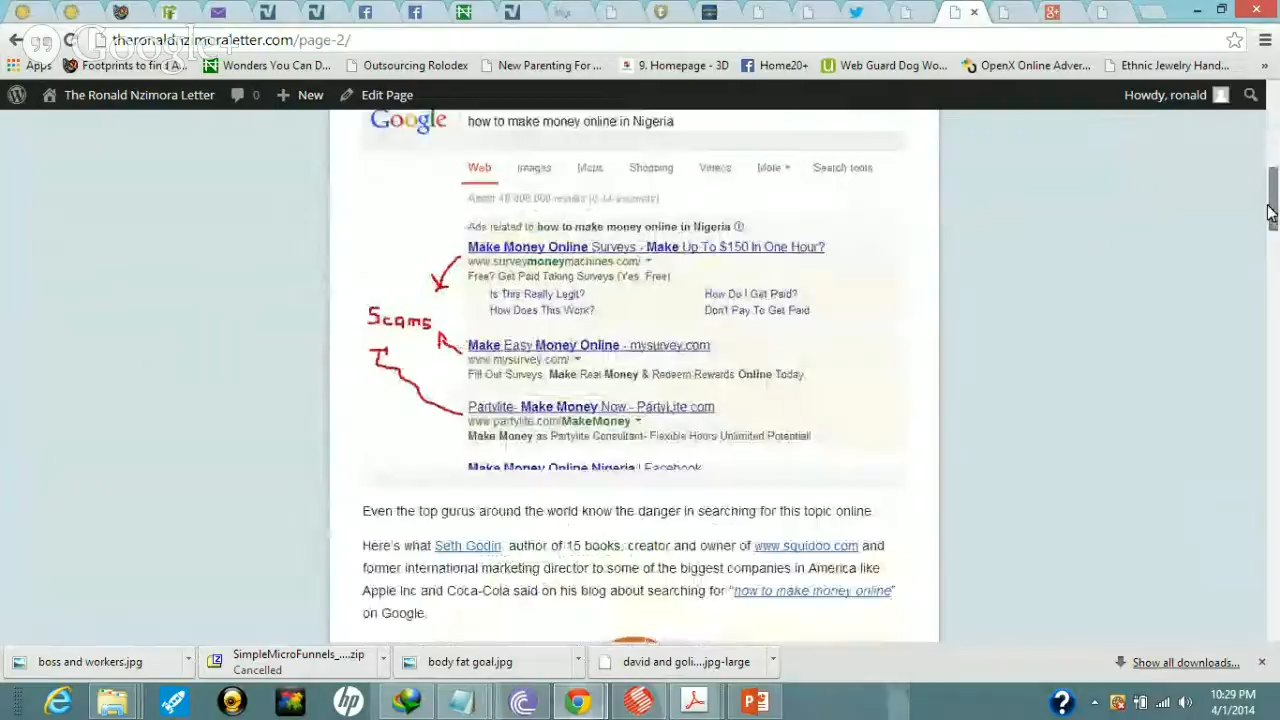 Google+
theronaldnzimoraletter.com/page-2/
Apps
Footprints to find A...
Wonders You Can D...
Outsourcing Rolodex
New Parenting For ...
9. Homepage - 3D
Home20+
Web Guard Dog Wo...
OpenX Online Adver...
Ethnic Jewelry Hand...
»
The Ronald Nzimora Letter
0
New
Edit Page
Howdy, ronald
Google
how to make money online in Nigeria
Web Images Maps Shopping Videos More Search tools
Ads related to how to make money online in Nigeria
Make Money Online Surveys - Make Up To $150 In One Hour?
www.surveymoneymachines.com/
Free? Get Paid Taking Surveys (Yes, Free)
Is This Really Legit? How Do I Get Paid?
How Does This Work? Don't Pay To Get Paid
Scams
Make Easy Money Online - mysurvey.com
www.mysurvey.com/
Fill Out Surveys, Make Real Money & Redeem Rewards Online Today.
Partylite- Make Money Now - PartyLite.com
www.partylite.com/MakeMoney
Make Money as Partylite Consultant- Flexible Hours Unlimited Potential!
Make Money Online Nigeria | Facebook
Even the top gurus around the world know the danger in searching for this topic online.
Here's what Seth Godin, author of 15 books, creator and owner of www.squidoo.com and
former international marketing director to some of the biggest companies in America like
Apple Inc and Coca-Cola said on his blog about searching for "how to make money online"
on Google.
boss and workers.jpg
SimpleMicroFunnels_...zip
Cancelled
body fat goal.jpg
david and goli...jpg-large
Show all downloads...
10:29 PM
4/1/2014